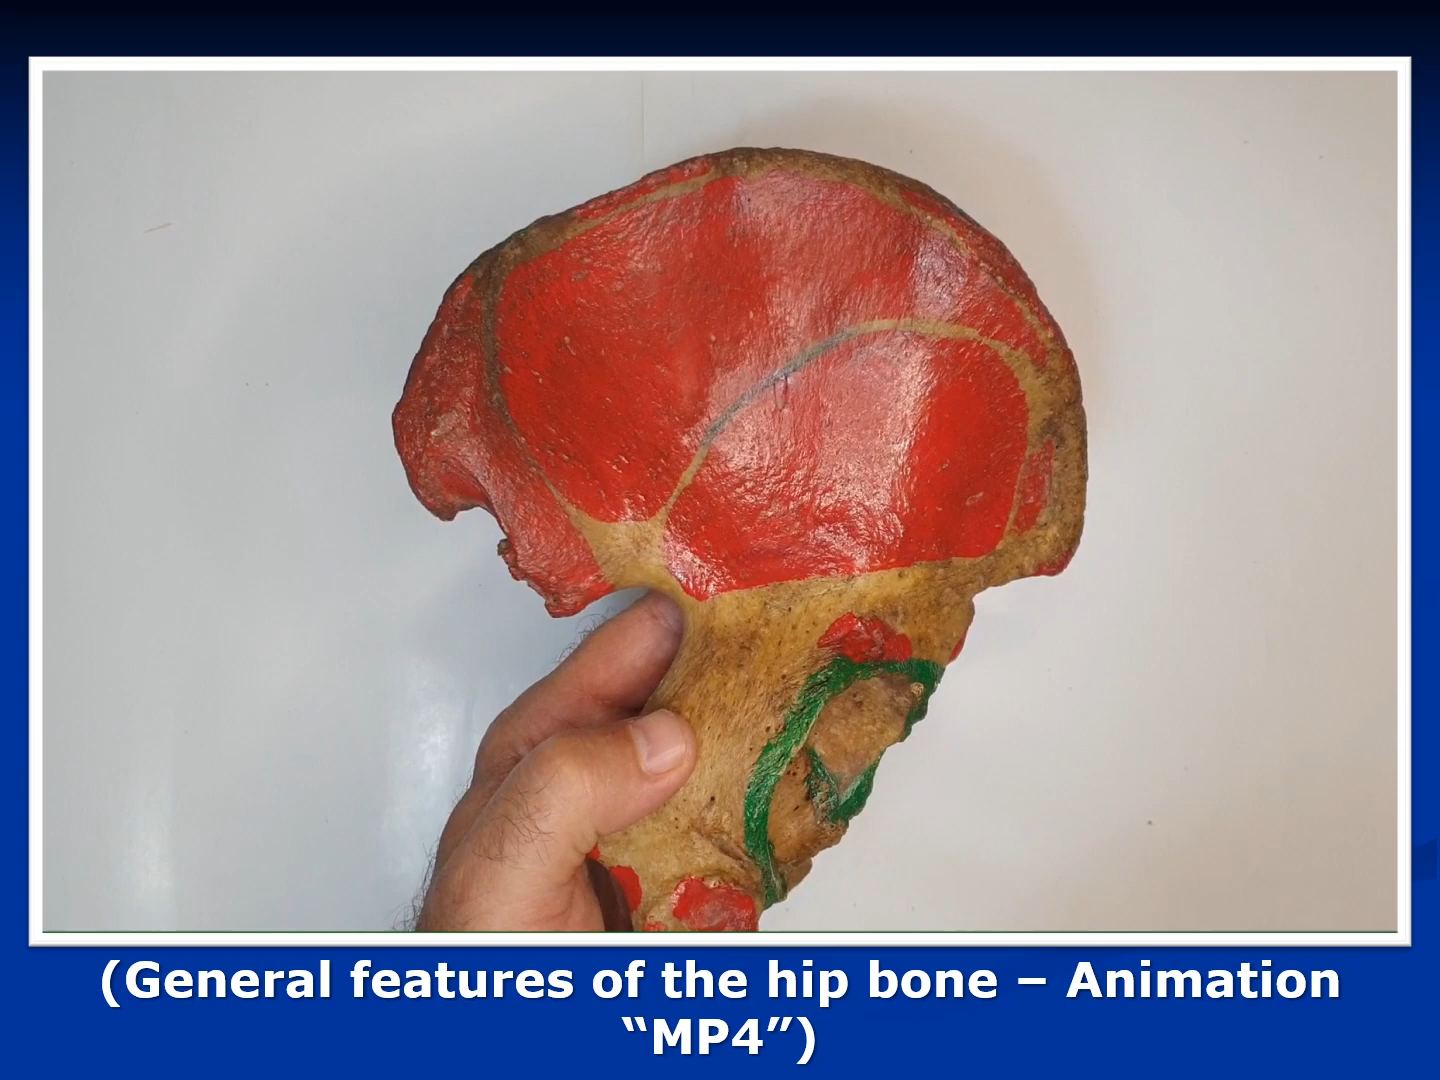 (General features of the hip bone – Animation
“MP4”)